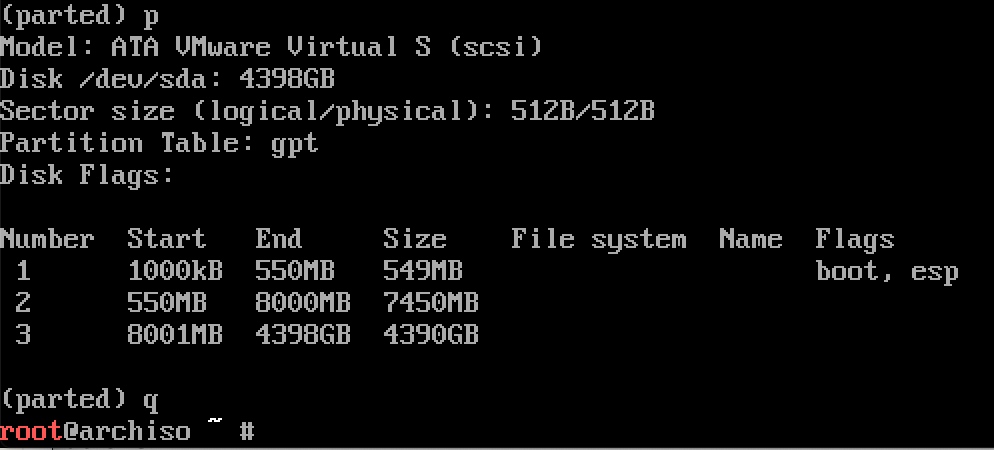 (parted) p
Model: ATA VMware Virtual S (scsi)
Disk /dev/sda: 4398GB
Sector size (logical/physical): 512B/512B
Partition Table: gpt
Disk Flags:
Number  Start   End     Size    File system  Name  Flags
 1      1000kB  550MB   549MB                      boot, esp
 2      550MB   8000MB  7450MB
 3      8001MB  4398GB  4390GB
(parted) q
root@archiso ~ #